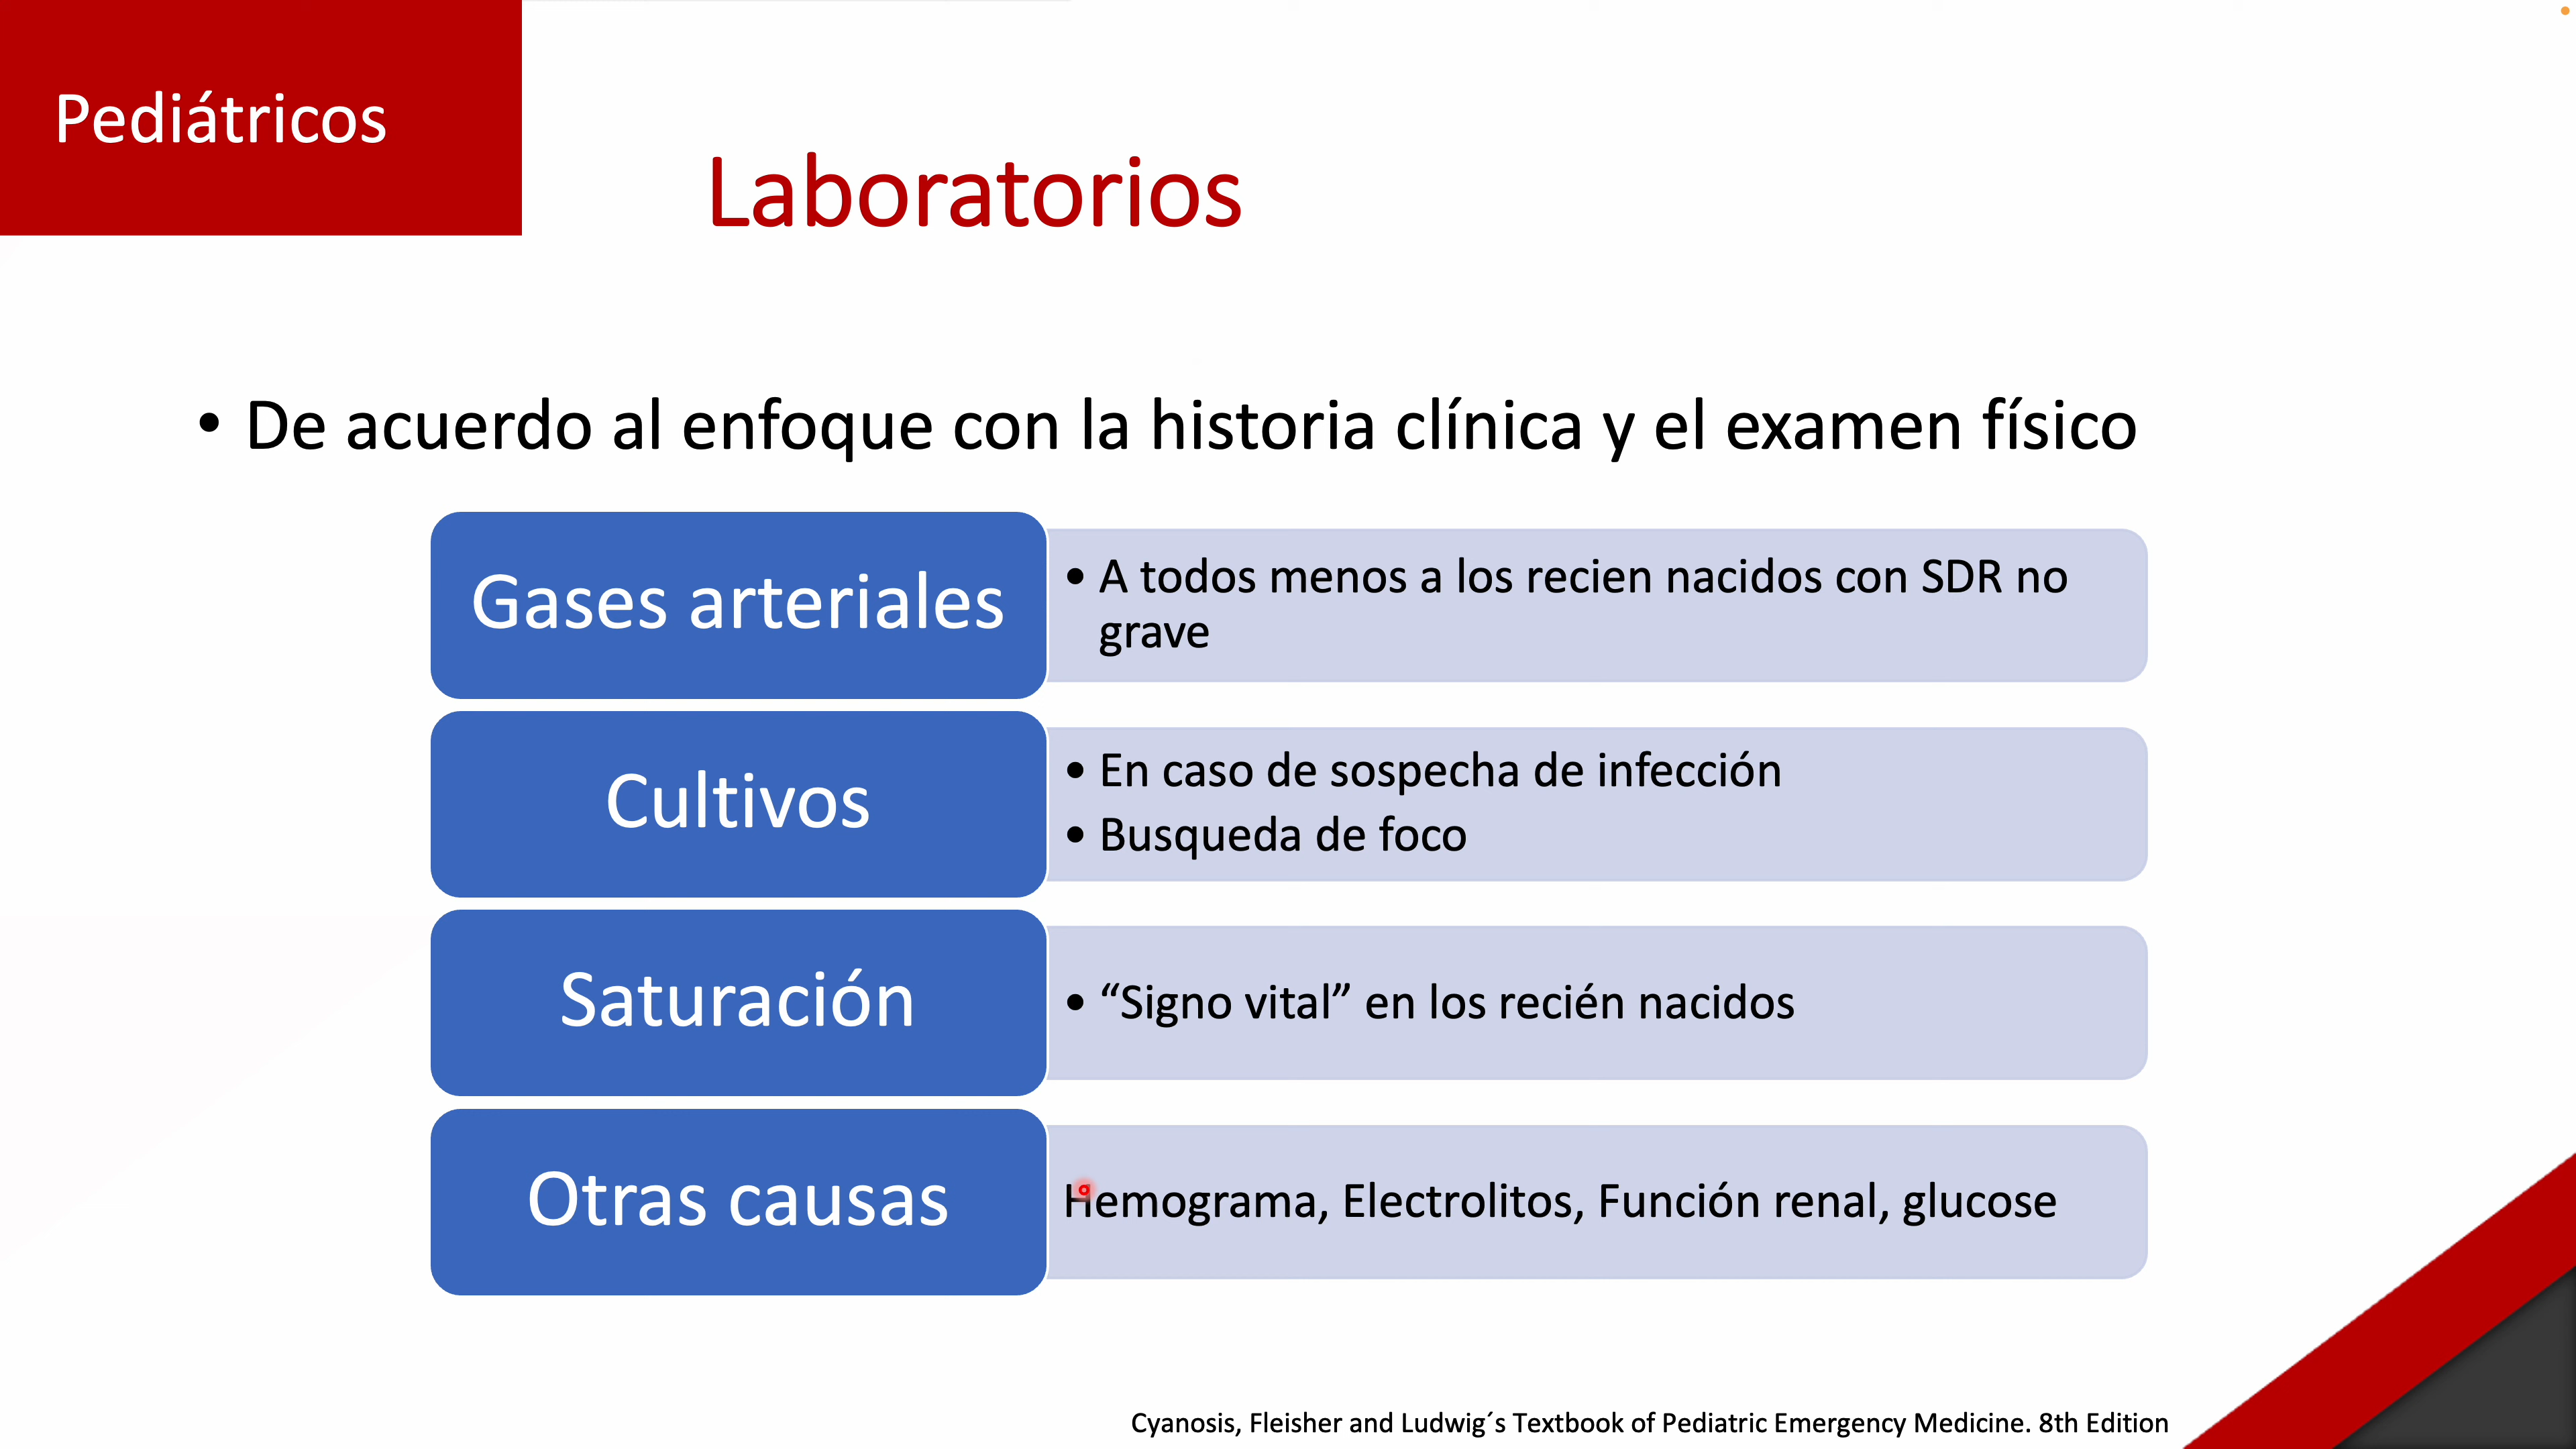 Pediátricos
Laboratorios
• De acuerdo al enfoque con la historia clínica y el examen físico
Gases arteriales
• A todos menos a los recien nacidos con SDR no
grave
Cultivos
• En caso de sospecha de infección
• Busqueda de foco
Saturación
• “Signo vital” en los recién nacidos
Otras causas
Hemograma, Electrolitos, Función renal, glucose
Cyanosis, Fleisher and Ludwig´s Textbook of Pediatric Emergency Medicine. 8th Edition